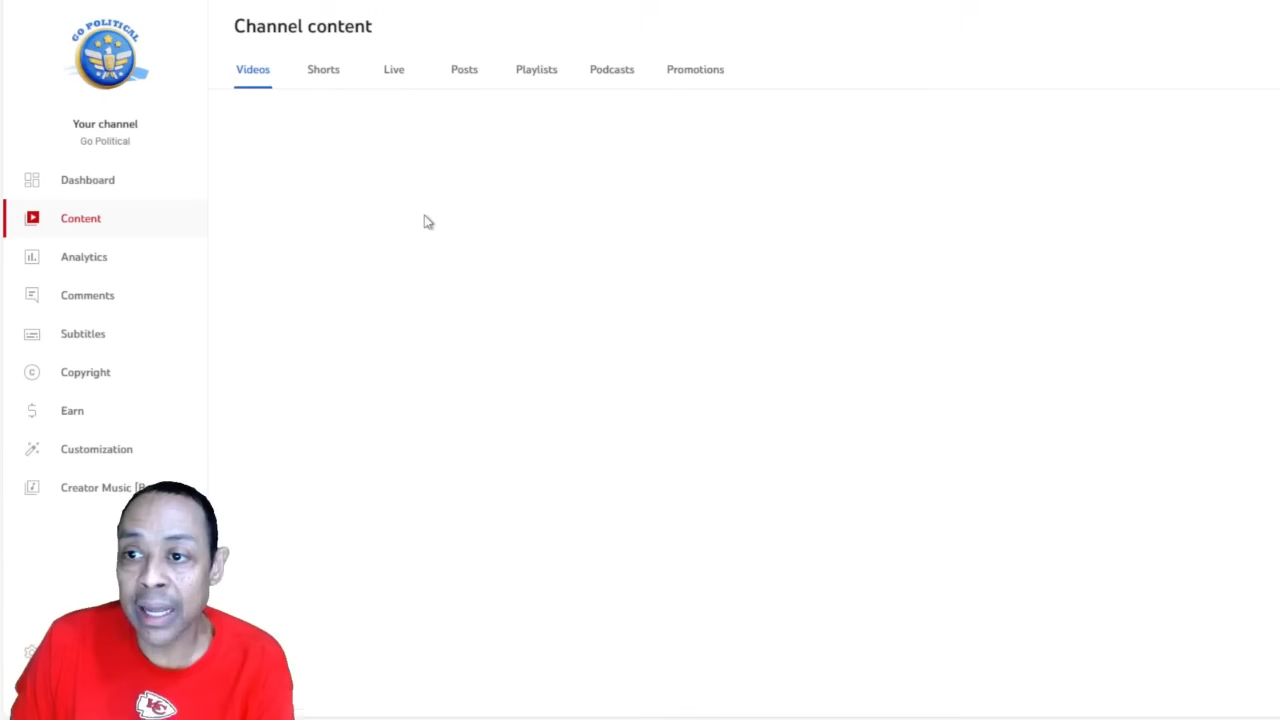 GO POLITICAL
Your channel
Go Political
Dashboard
Content
Analytics
Comments
Subtitles
Copyright
Earn
Customization
Creator Music
Channel content
Videos
Shorts
Live
Posts
Playlists
Podcasts
Promotions
KC